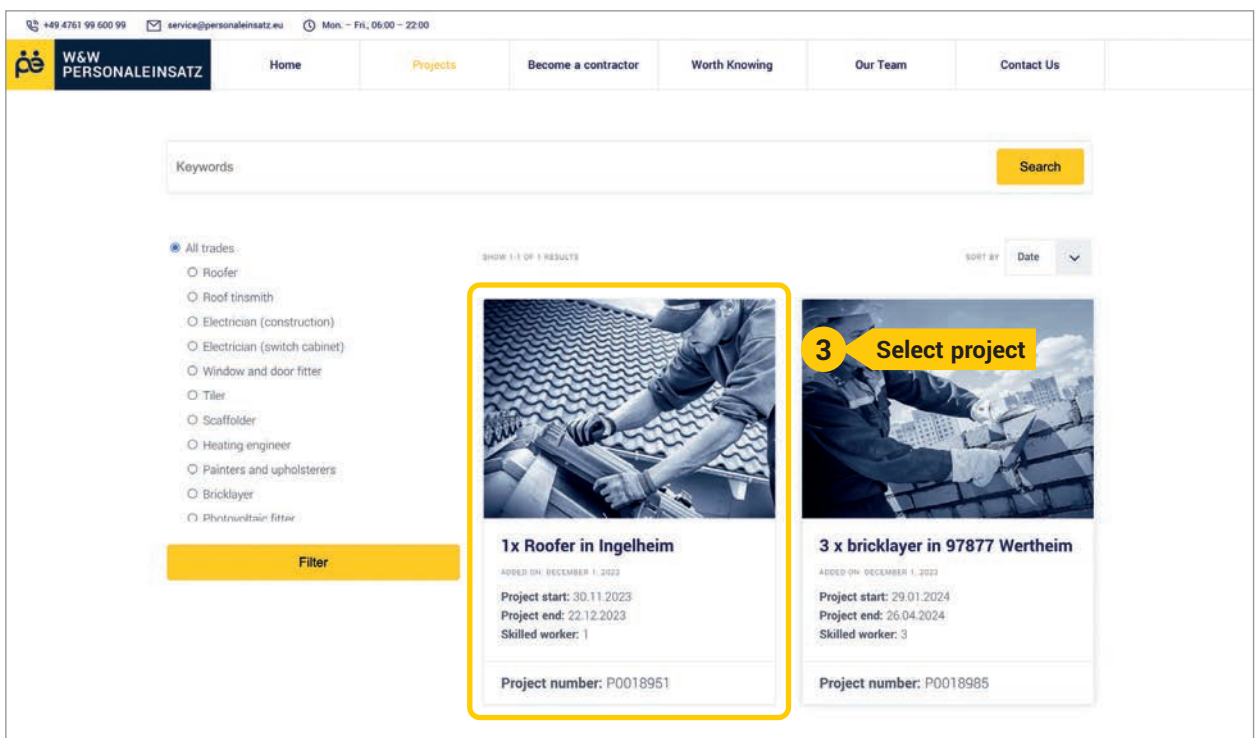 +49 4761 99 600 99 service@personaleinsatz.eu Mon. – Fri., 06:00 – 22:00
pe
W&W
PERSONALEINSATZ
Home Projects Become a contractor Worth Knowing Our Team Contact Us
Keywords Search
All trades
Roofer
Roof tinsmith
Electrician (construction)
Electrician (switch cabinet)
Window and door fitter
Tiler
Scaffolder
Heating engineer
Painters and upholsterers
Bricklayer
Photovoltaic fitter
Filter
SHOW 1-1 OF 1 RESULTS SORT BY Date
3 Select project
1x Roofer in Ingelheim
ADDED ON: DECEMBER 1, 2023
Project start: 30.11.2023
Project end: 22.12.2023
Skilled worker: 1
Project number: P0018951
3 x bricklayer in 97877 Wertheim
ADDED ON: DECEMBER 1, 2023
Project start: 29.01.2024
Project end: 26.04.2024
Skilled worker: 3
Project number: P0018985